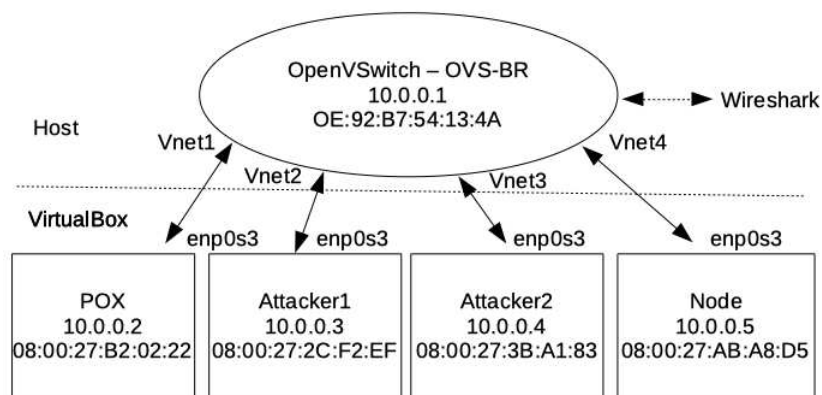 OpenVSwitch – OVS-BR
10.0.0.1
OE:92:B7:54:13:4A
Wireshark
Host
Vnet1
Vnet4
Vnet2
Vnet3
VirtualBox
enp0s3
enp0s3
enp0s3
enp0s3
POX
10.0.0.2
08:00:27:B2:02:22
Attacker1
10.0.0.3
08:00:27:2C:F2:EF
Attacker2
10.0.0.4
08:00:27:3B:A1:83
Node
10.0.0.5
08:00:27:AB:A8:D5